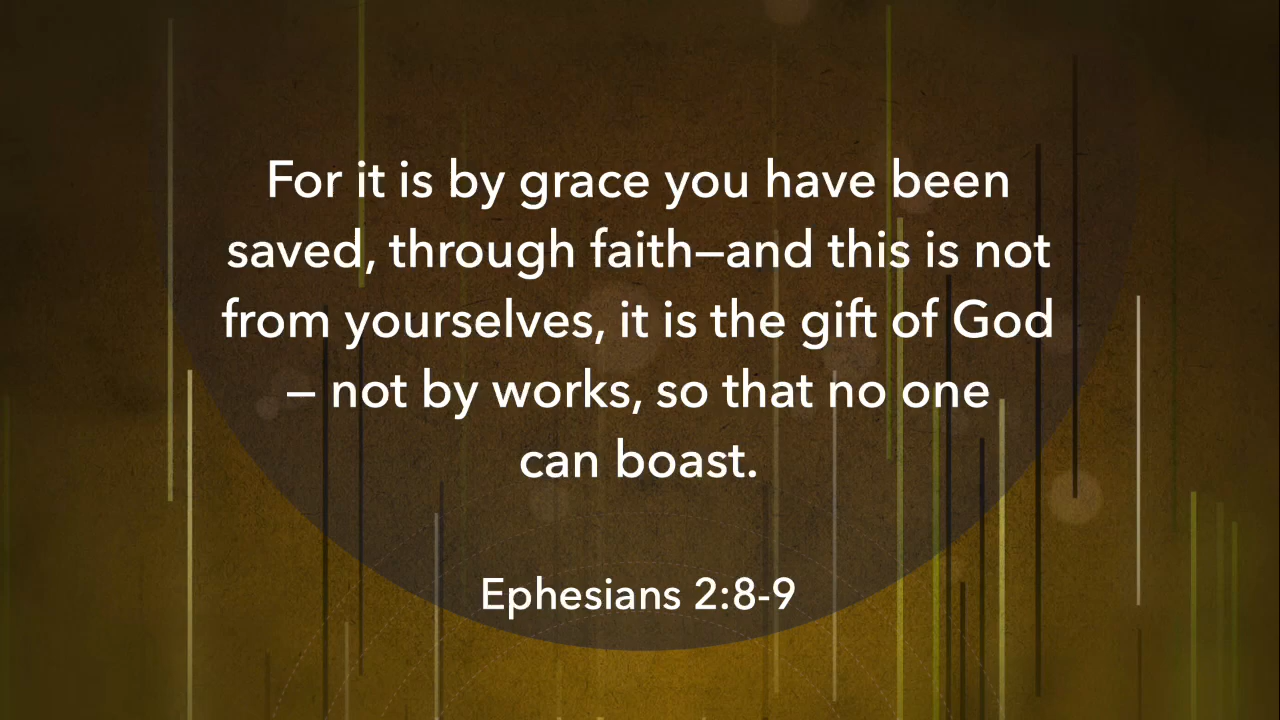 For it is by grace you have been
saved, through faith—and this is not
from yourselves, it is the gift of God
— not by works, so that no one
can boast.
Ephesians 2:8-9